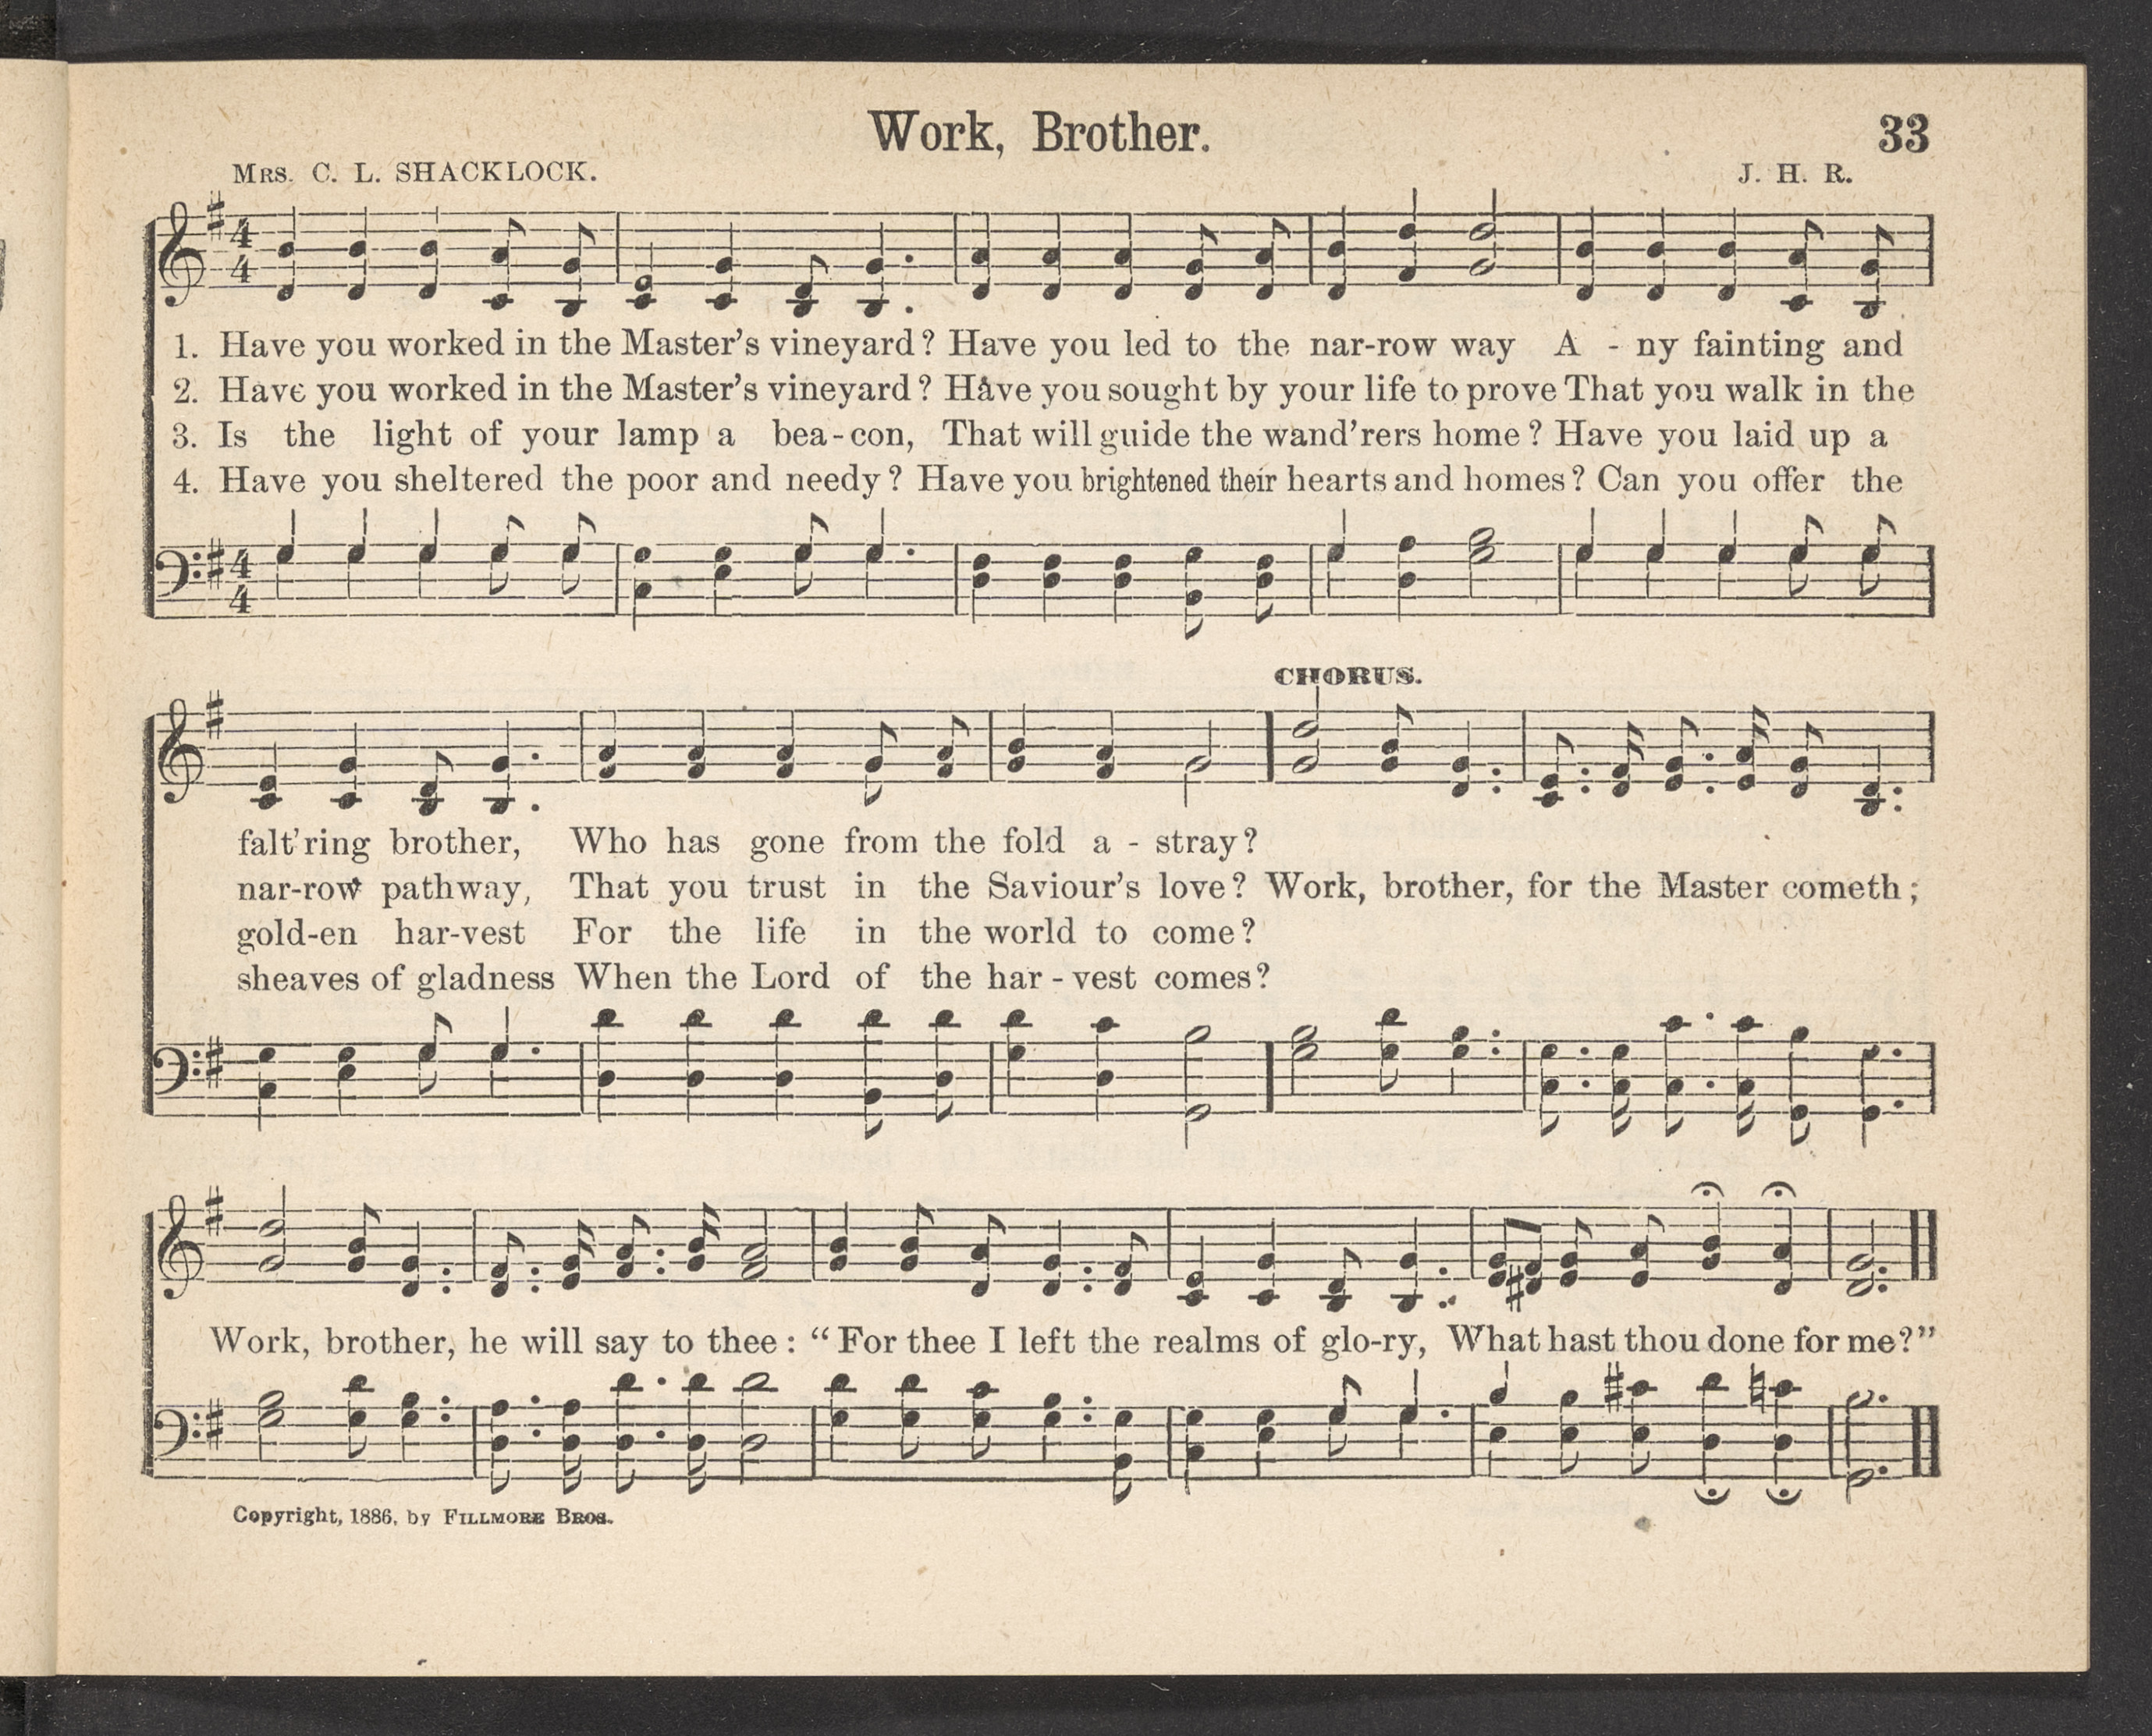 Work, Brother.
33
MRS. C. L. SHACKLOCK.
J. H. R.
4
4
1. Have you worked in the Master's vineyard? Have you led to the nar-row way A - ny fainting and
2. Have you worked in the Master's vineyard? Have you sought by your life to prove That you walk in the
3. Is the light of your lamp a bea-con, That will guide the wand'rers home? Have you laid up a
4. Have you sheltered the poor and needy? Have you brightened their hearts and homes? Can you offer the
4
4
CHORUS.
falt'ring brother, Who has gone from the fold a - stray?
nar-row pathway, That you trust in the Saviour's love? Work, brother, for the Master cometh;
gold-en har-vest For the life in the world to come?
sheaves of gladness When the Lord of the har - vest comes?
Work, brother, he will say to thee: "For thee I left the realms of glo-ry, What hast thou done for me?"
Copyright, 1886, by FILLMORE BROS.